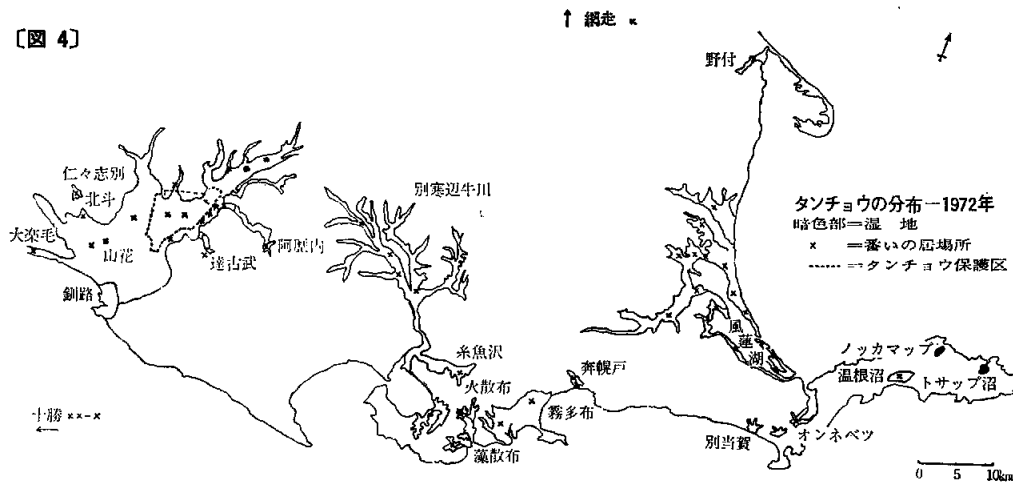 〔図 4〕
↑ 網走 ×
野付
仁々志別
北斗
大楽毛
山花
釧路
達古武
阿歴内
別寒辺牛川
タンチョウの分布−1972年
暗色部＝湿 地
× ＝番いの居場所
------ ＝タンチョウ保護区
風蓮湖
糸魚沢
火散布
藻散布
霧多布
奔幌戸
ノッカマップ
温根沼
トサップ沼
オンネベツ
別当賀
十勝 ××−×
←
0 5 10km